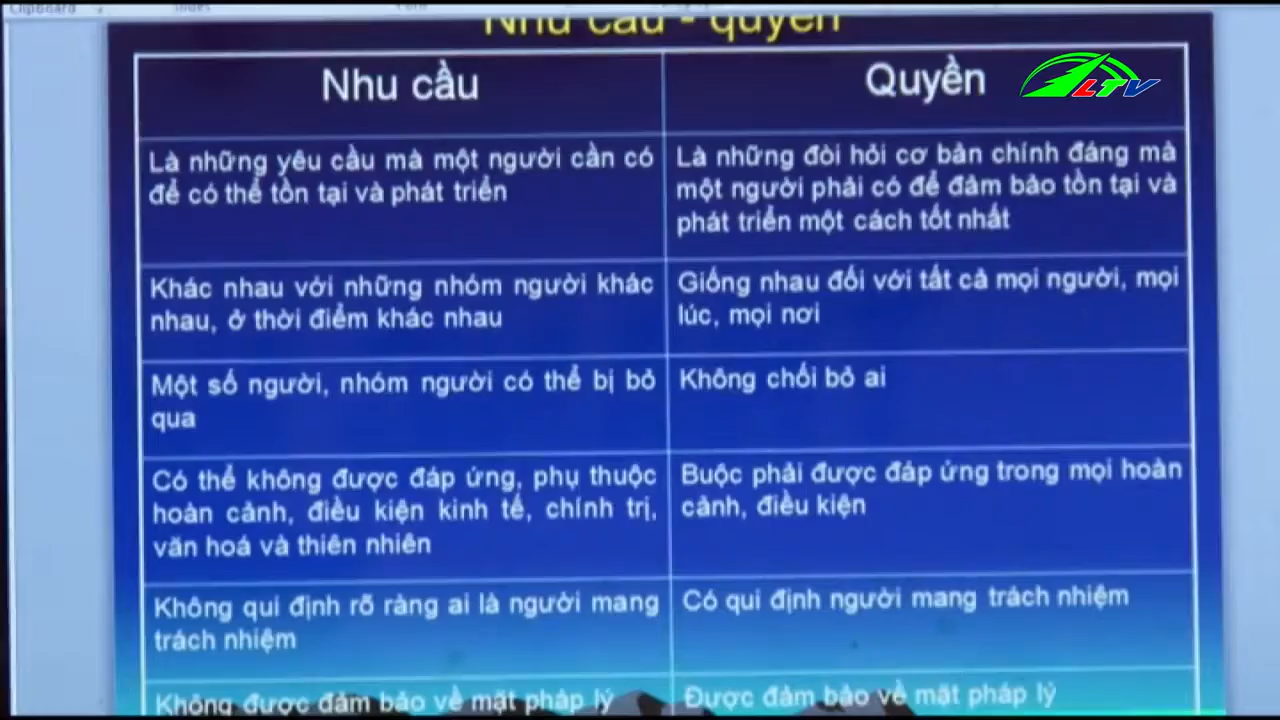 Clipboard
Slides
Nhu cầu - quyền
Nhu cầu
Quyền
LTV
Là những yêu cầu mà một người cần có
để có thể tồn tại và phát triển
Là những đòi hỏi cơ bản chính đáng mà
một người phải có để đảm bảo tồn tại và
phát triển một cách tốt nhất
Khác nhau với những nhóm người khác
nhau, ở thời điểm khác nhau
Giống nhau đối với tất cả mọi người, mọi
lúc, mọi nơi
Một số người, nhóm người có thể bị bỏ
qua
Không chối bỏ ai
Có thể không được đáp ứng, phụ thuộc
hoàn cảnh, điều kiện kinh tế, chính trị,
văn hoá và thiên nhiên
Buộc phải được đáp ứng trong mọi hoàn
cảnh, điều kiện
Không qui định rõ ràng ai là người mang
trách nhiệm
Có qui định người mang trách nhiệm
Không được đảm bảo về mặt pháp lý
Được đảm bảo về mặt pháp lý